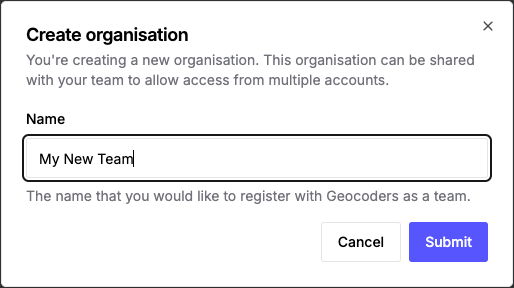 Create organisation
You're creating a new organisation. This organisation can be shared
with your team to allow access from multiple accounts.
Name
My New Team
The name that you would like to register with Geocoders as a team.
Cancel
Submit